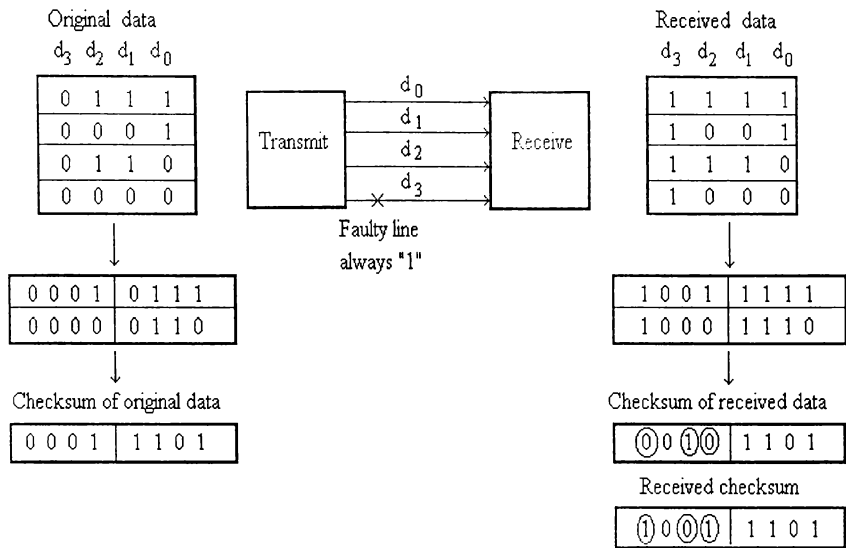 Original data
d3 d2 d1 d0
0 1 1 1
0 0 0 1
0 1 1 0
0 0 0 0
0 0 0 1 0 1 1 1
0 0 0 0 0 1 1 0
Checksum of original data
0 0 0 1 1 1 0 1
Transmit
d0
d1
d2
d3
Receive
Faulty line
always "1"
Received data
d3 d2 d1 d0
1 1 1 1
1 0 0 1
1 1 1 0
1 0 0 0
1 0 0 1 1 1 1 1
1 0 0 0 1 1 1 0
Checksum of received data
0 0 1 0 1 1 0 1
Received checksum
1 0 0 1 1 1 0 1